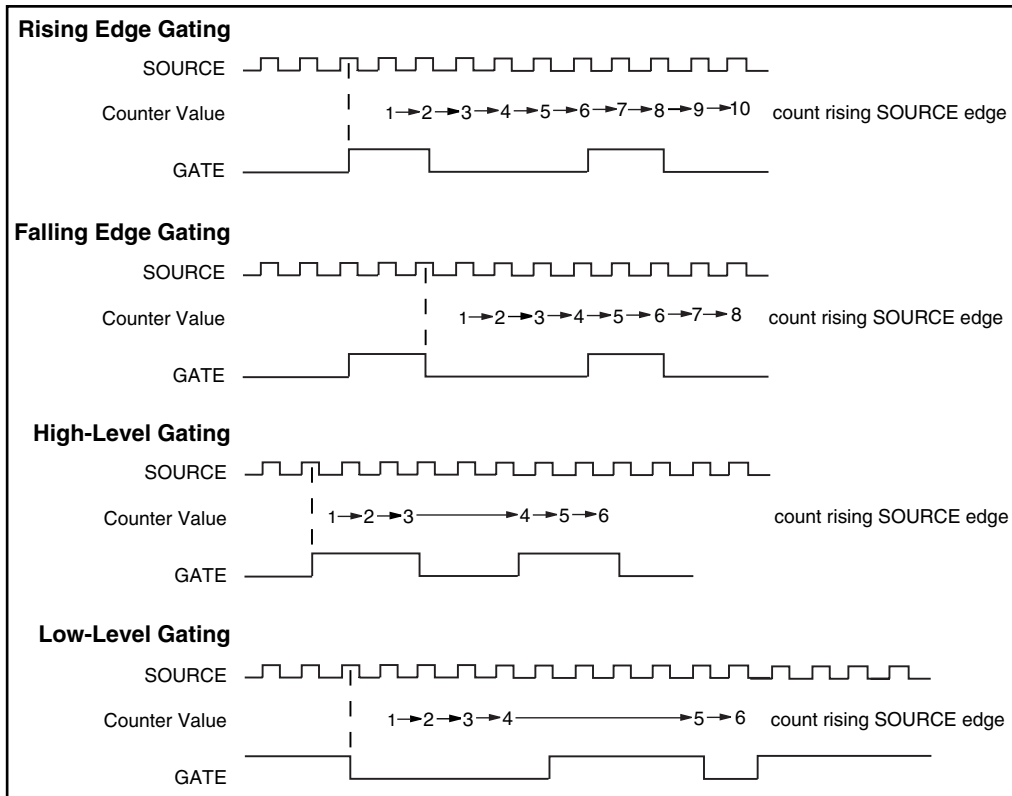 Rising Edge Gating
SOURCE
Counter Value 1 2 3 4 5 6 7 8 9 10 count rising SOURCE edge
GATE
Falling Edge Gating
SOURCE
Counter Value 1 2 3 4 5 6 7 8 count rising SOURCE edge
GATE
High-Level Gating
SOURCE
Counter Value 1 2 3 4 5 6 count rising SOURCE edge
GATE
Low-Level Gating
SOURCE
Counter Value 1 2 3 4 5 6 count rising SOURCE edge
GATE